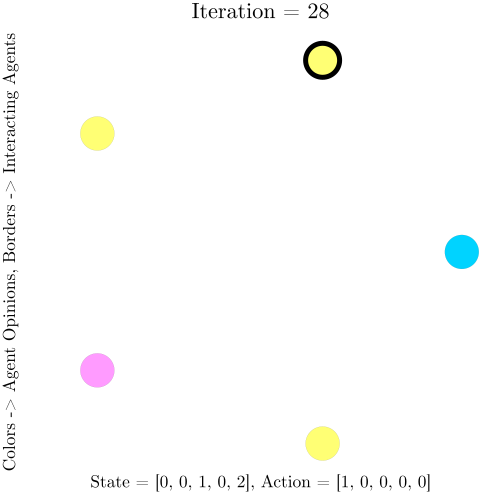 Iteration = 28
Colors -> Agent Opinions, Borders -> Interacting Agents
State = [0, 0, 1, 0, 2], Action = [1, 0, 0, 0, 0]